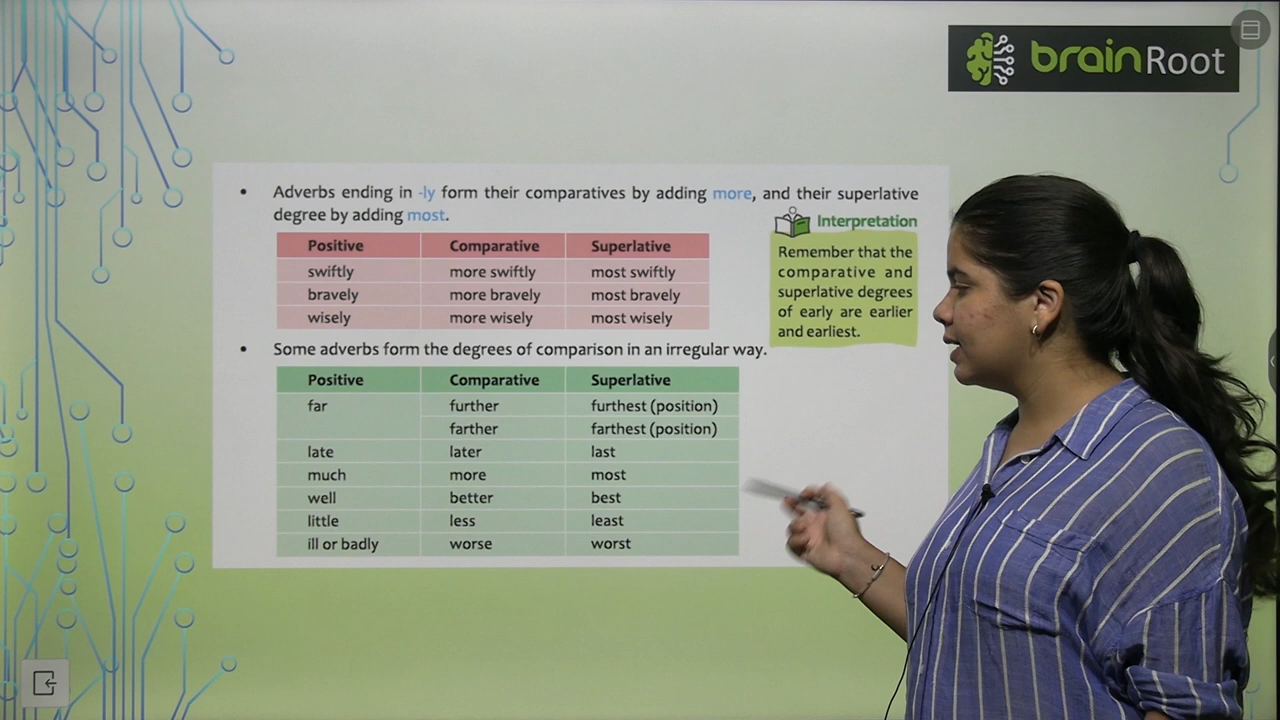 brainRoot
• Adverbs ending in -ly form their comparatives by adding more, and their superlative
degree by adding most.
Interpretation
Remember that the
comparative and
superlative degrees
of early are earlier
and earliest.
Positive Comparative Superlative
swiftly more swiftly most swiftly
bravely more bravely most bravely
wisely more wisely most wisely
• Some adverbs form the degrees of comparison in an irregular way.
Positive Comparative Superlative
far further furthest (position)
farther farthest (position)
late later last
much more most
well better best
little less least
ill or badly worse worst